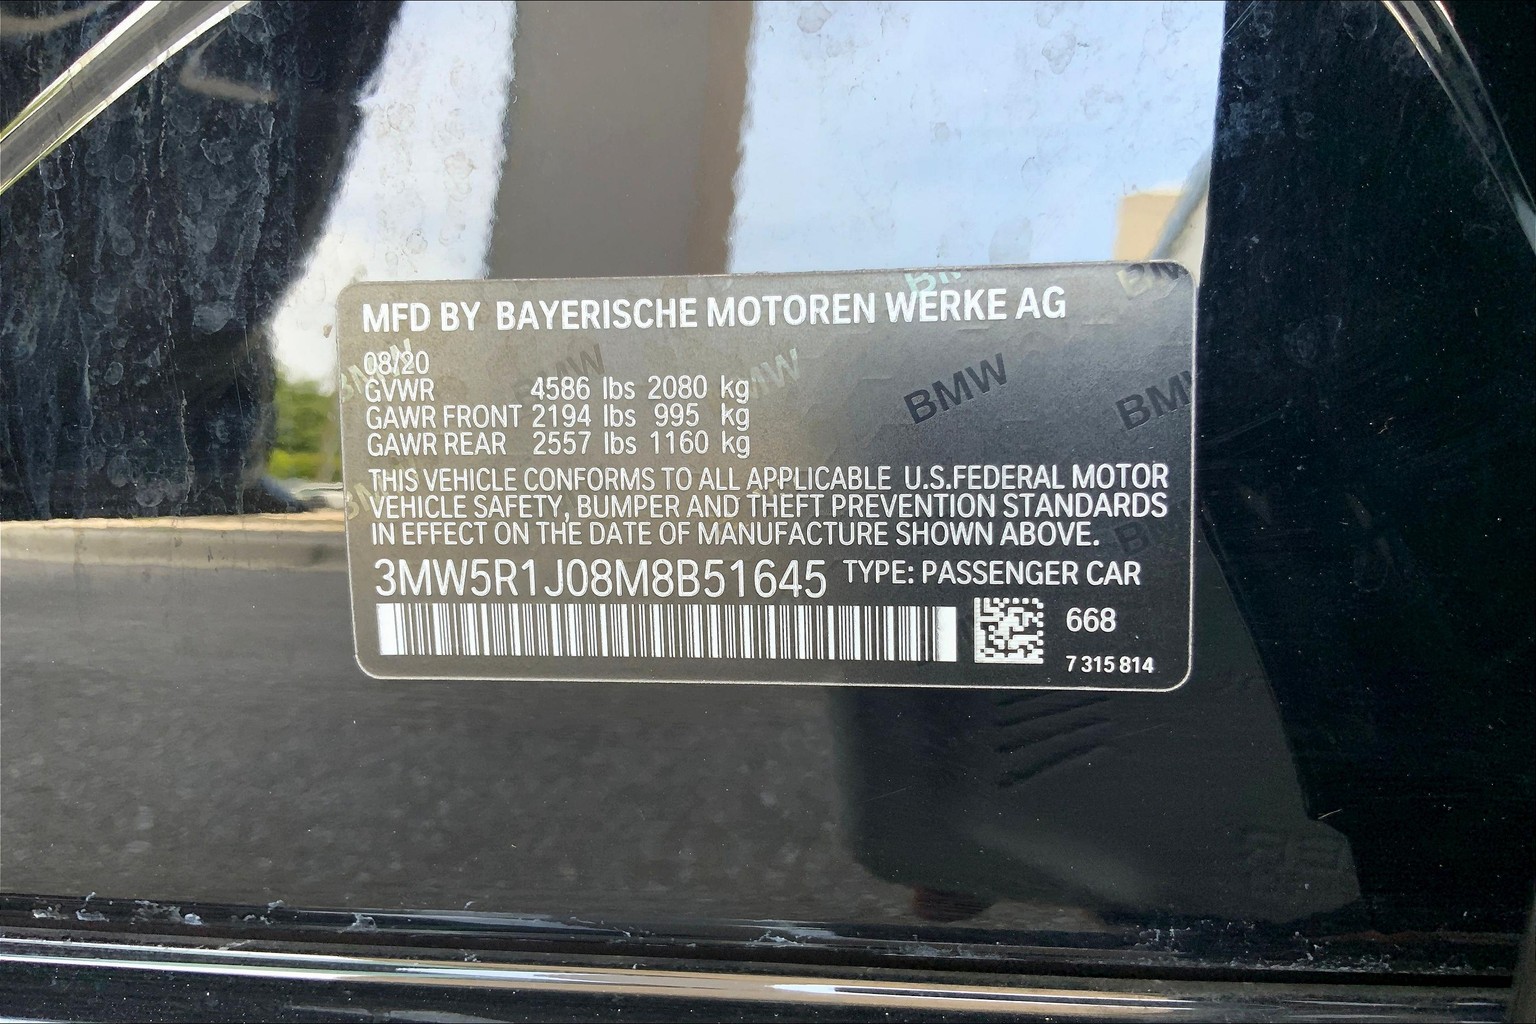 MFD BY BAYERISCHE MOTOREN WERKE AG
08/20
GVWR 4586 lbs 2080 kg
GAWR FRONT 2194 lbs 995 kg
GAWR REAR 2557 lbs 1160 kg
THIS VEHICLE CONFORMS TO ALL APPLICABLE U.S.FEDERAL MOTOR
VEHICLE SAFETY, BUMPER AND THEFT PREVENTION STANDARDS
IN EFFECT ON THE DATE OF MANUFACTURE SHOWN ABOVE.
3MW5R1J08M8B51645 TYPE: PASSENGER CAR
668
7 315 814
BMW
BMW
BMW
BMW